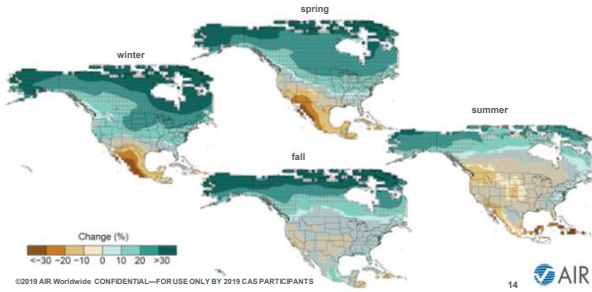 spring
winter
summer
fall
Change (%)
<−30 −20 −10 0 10 20 >30
©2019 AIR Worldwide CONFIDENTIAL—FOR USE ONLY BY 2019 CAS PARTICIPANTS
14
AIR